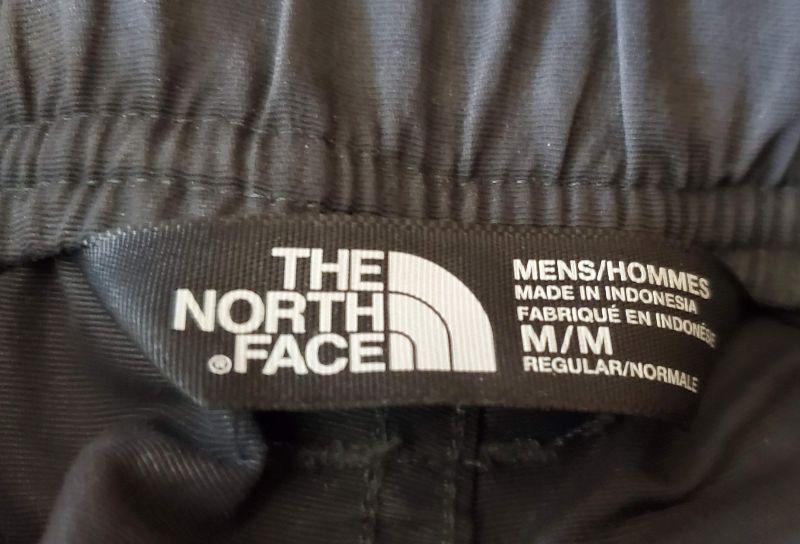 THE
NORTH
®FACE
MENS/HOMMES
MADE IN INDONESIA
FABRIQUÉ EN INDONÉSIE
M/M
REGULAR/NORMALE